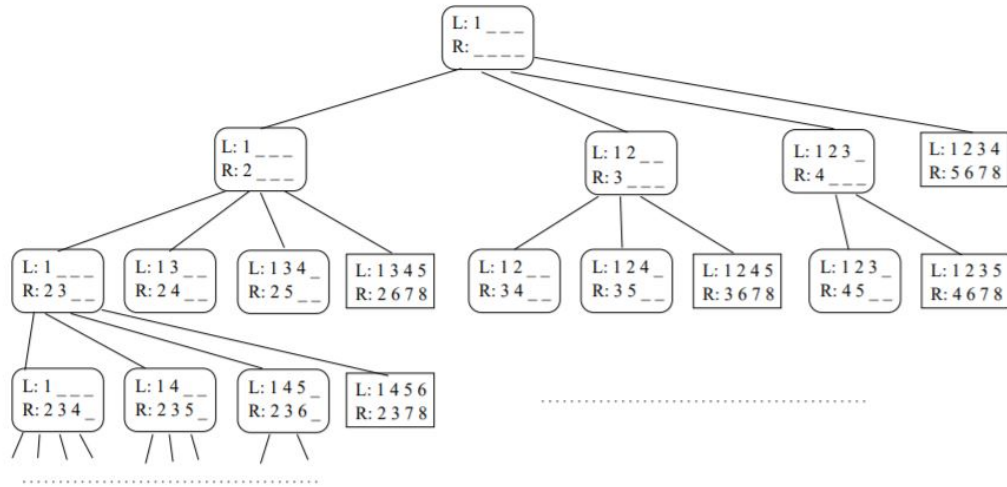 L: 1 _ _ _
R: _ _ _ _
L: 1 _ _ _
R: 2 _ _ _
L: 1 2 _ _
R: 3 _ _ _
L: 1 2 3 _
R: 4 _ _ _
L: 1 2 3 4
R: 5 6 7 8
L: 1 _ _ _
R: 2 3 _ _
L: 1 3 _ _
R: 2 4 _ _
L: 1 3 4 _
R: 2 5 _ _
L: 1 3 4 5
R: 2 6 7 8
L: 1 2 _ _
R: 3 4 _ _
L: 1 2 4 _
R: 3 5 _ _
L: 1 2 4 5
R: 3 6 7 8
L: 1 2 3 _
R: 4 5 _ _
L: 1 2 3 5
R: 4 6 7 8
L: 1 _ _ _
R: 2 3 4 _
L: 1 4 _ _
R: 2 3 5 _
L: 1 4 5 _
R: 2 3 6 _
L: 1 4 5 6
R: 2 3 7 8